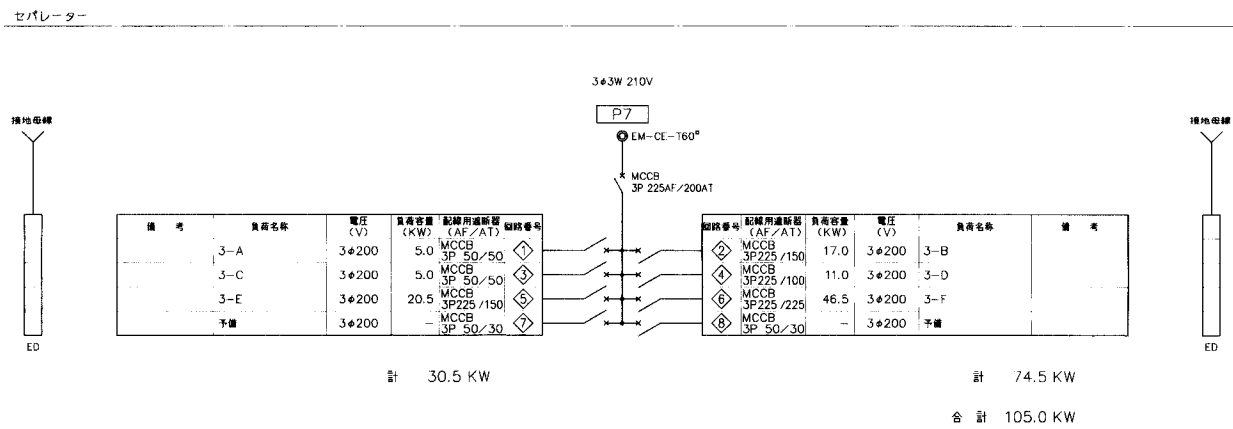 セパレーター
3φ3W 210V
P7
EM-CE-T60°
MCCB
3P 225AF/200AT
接地母線
ED
備 考 負荷名称 電圧(V) 負荷容量(KW) 配線用遮断器(AF/AT) 回路番号
3-A 3φ200 5.0 MCCB 3P 50/50 1
3-C 3φ200 5.0 MCCB 3P 50/50 3
3-E 3φ200 20.5 MCCB 3P225/150 5
予備 3φ200 - MCCB 3P 50/30 7
計 30.5 KW
回路番号 配線用遮断器(AF/AT) 負荷容量(KW) 電圧(V) 負荷名称 備 考
2 MCCB 3P225/150 17.0 3φ200 3-B
4 MCCB 3P225/100 11.0 3φ200 3-D
6 MCCB 3P225/225 46.5 3φ200 3-F
8 MCCB 3P 50/30 - 3φ200 予備
計 74.5 KW
合 計 105.0 KW
接地母線
ED